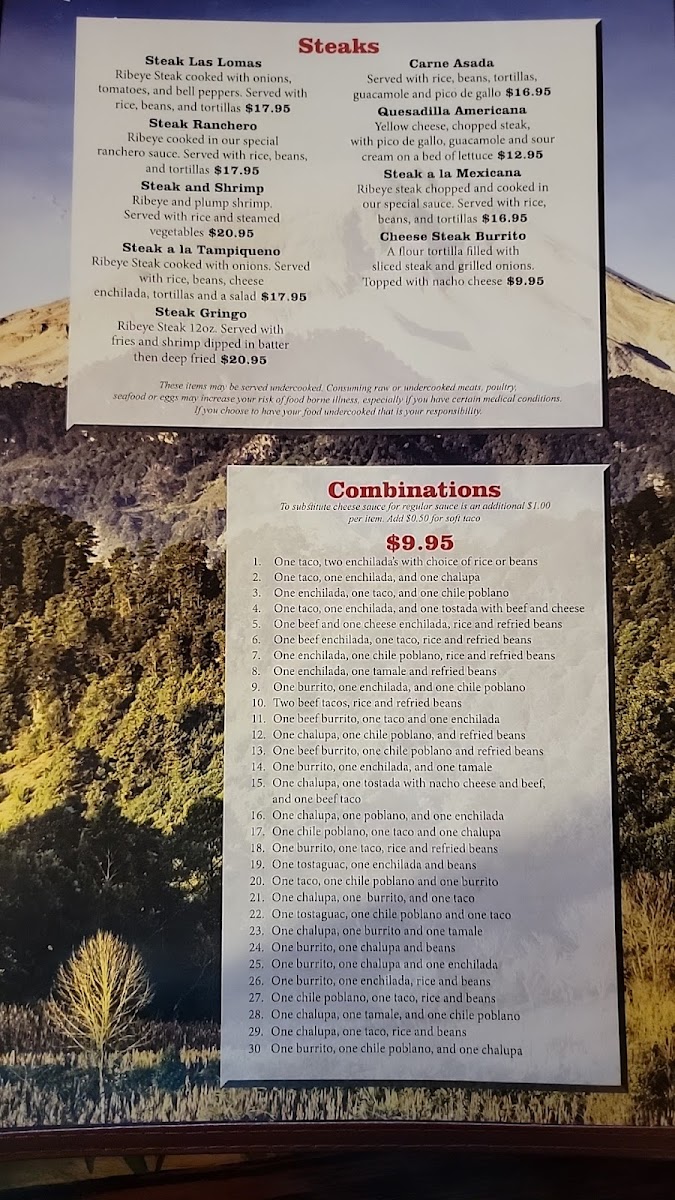 Steaks
Steak Las Lomas
Ribeye Steak cooked with onions,
tomatoes, and bell peppers. Served with
rice, beans, and tortillas $17.95
Steak Ranchero
Ribeye cooked in our special
ranchero sauce. Served with rice, beans,
and tortillas $17.95
Steak and Shrimp
Ribeye and plump shrimp.
Served with rice and steamed
vegetables $20.95
Steak a la Tampiqueno
Ribeye Steak cooked with onions. Served
with rice, beans, cheese
enchilada, tortillas and a salad $17.95
Steak Gringo
Ribeye Steak 12oz. Served with
fries and shrimp dipped in batter
then deep fried $20.95
Carne Asada
Served with rice, beans, tortillas,
guacamole and pico de gallo $16.95
Quesadilla Americana
Yellow cheese, chopped steak,
with pico de gallo, guacamole and sour
cream on a bed of lettuce $12.95
Steak a la Mexicana
Ribeye steak chopped and cooked in
our special sauce. Served with rice,
beans, and tortillas $16.95
Cheese Steak Burrito
A flour tortilla filled with
sliced steak and grilled onions.
Topped with nacho cheese $9.95
These items may be served undercooked. Consuming raw or undercooked meats, poultry,
seafood or eggs may increase your risk of food borne illness, especially if you have certain medical conditions.
If you choose to have your food undercooked that is your responsibility.
Combinations
To substitute cheese sauce for regular sauce is an additional $1.00
per item. Add $0.50 for soft taco
$9.95
1. One taco, two enchilada's with choice of rice or beans
2. One taco, one enchilada, and one chalupa
3. One enchilada, one taco, and one chile poblano
4. One taco, one enchilada, and one tostada with beef and cheese
5. One beef and one cheese enchilada, rice and refried beans
6. One beef enchilada, one taco, rice and refried beans
7. One enchilada, one chile poblano, rice and refried beans
8. One enchilada, one tamale and refried beans
9. One burrito, one enchilada, and one chile poblano
10. Two beef tacos, rice and refried beans
11. One beef burrito, one taco and one enchilada
12. One chalupa, one chile poblano, and refried beans
13. One beef burrito, one chile poblano and refried beans
14. One burrito, one enchilada, and one tamale
15. One chalupa, one tostada with nacho cheese and beef,
and one beef taco
16. One chalupa, one poblano, and one enchilada
17. One chile poblano, one taco and one chalupa
18. One burrito, one taco, rice and refried beans
19. One tostaguac, one enchilada and beans
20. One taco, one chile poblano and one burrito
21. One chalupa, one burrito, and one taco
22. One tostaguac, one chile poblano and one taco
23. One chalupa, one burrito and one tamale
24. One burrito, one chalupa and beans
25. One burrito, one chalupa and one enchilada
26. One burrito, one enchilada, rice and beans
27. One chile poblano, one taco, rice and beans
28. One chalupa, one tamale, and one chile poblano
29. One chalupa, one taco, rice and beans
30 One burrito, one chile poblano, and one chalupa